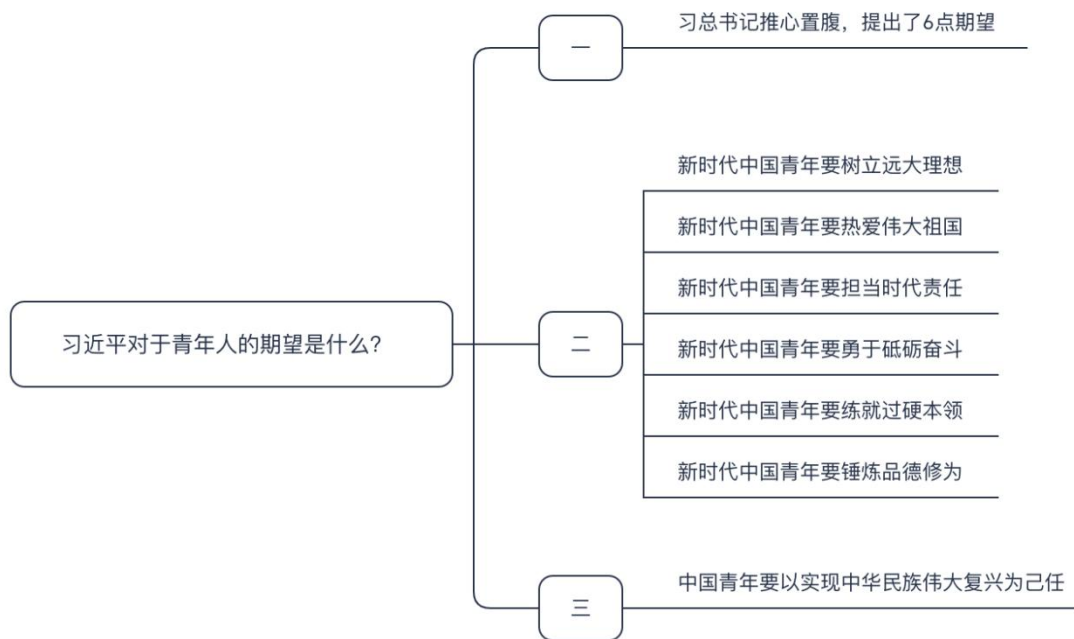 习近平对于青年人的期望是什么？
一
习总书记推心置腹，提出了6点期望
二
新时代中国青年要树立远大理想
新时代中国青年要热爱伟大祖国
新时代中国青年要担当时代责任
新时代中国青年要勇于砥砺奋斗
新时代中国青年要练就过硬本领
新时代中国青年要锤炼品德修为
三
中国青年要以实现中华民族伟大复兴为己任